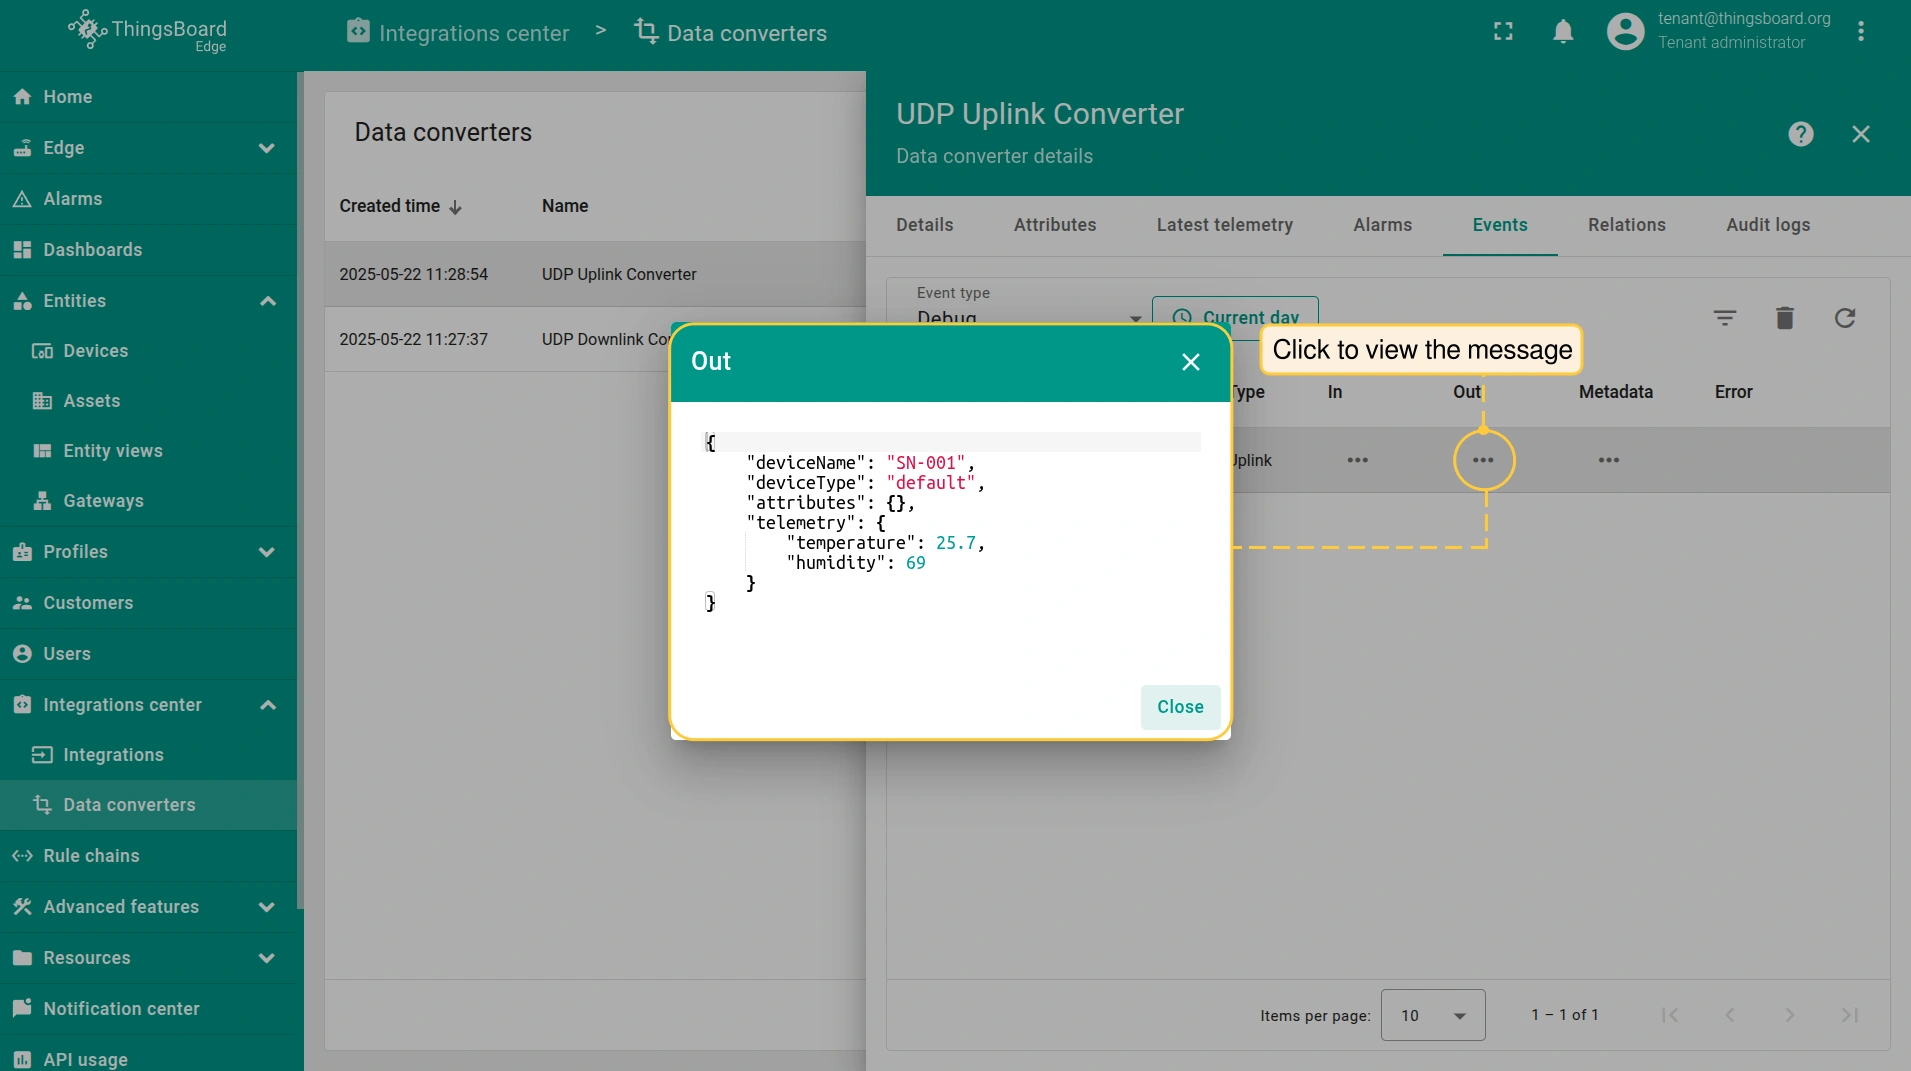 ThingsBoard
Edge
Integrations center > Data converters
tenant@thingsboard.org
Tenant administrator
Home
Edge
Alarms
Dashboards
Entities
Devices
Assets
Entity views
Gateways
Profiles
Customers
Users
Integrations center
Integrations
Data converters
Rule chains
Advanced features
Resources
Notification center
API usage
Data converters
Created time Name
2025-05-22 11:28:54 UDP Uplink Converter
2025-05-22 11:27:37 UDP Downlink
UDP Uplink Converter
Data converter details
Details Attributes Latest telemetry Alarms Events Relations Audit logs
Event type
Debug
Current day
Click to view the message
Type In Out Metadata Error
Uplink ••• ••• •••
Out
{
    "deviceName": "SN-001",
    "deviceType": "default",
    "attributes": {},
    "telemetry": {
        "temperature": 25.7,
        "humidity": 69
    }
}
Close
Items per page: 10 1 – 1 of 1